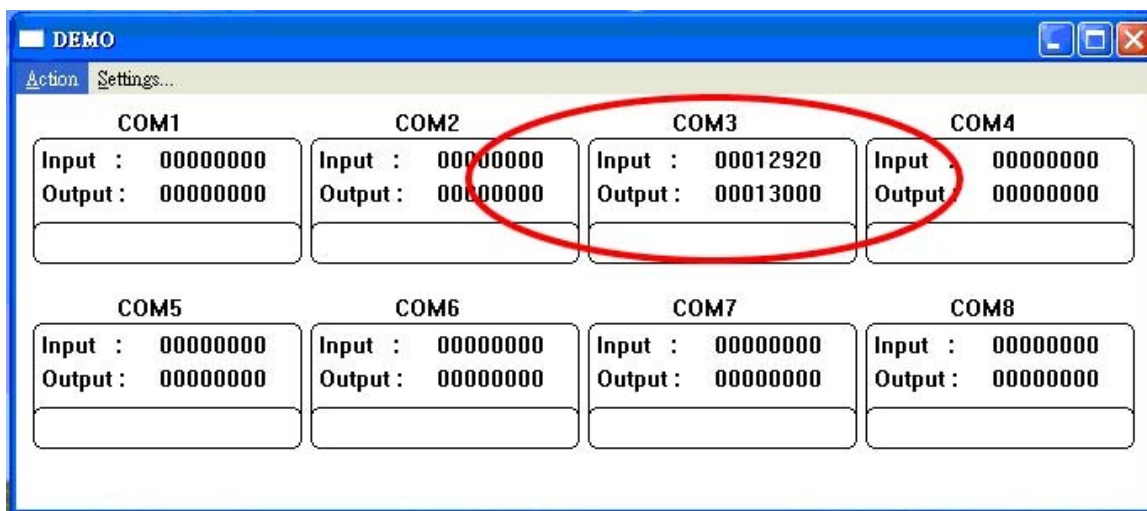 DEMO
Action Settings...
COM1 COM2 COM3 COM4
Input : 00000000 Input : 00000000 Input : 00012920 Input : 00000000
Output : 00000000 Output : 00000000 Output : 00013000 Output : 00000000
COM5 COM6 COM7 COM8
Input : 00000000 Input : 00000000 Input : 00000000 Input : 00000000
Output : 00000000 Output : 00000000 Output : 00000000 Output : 00000000